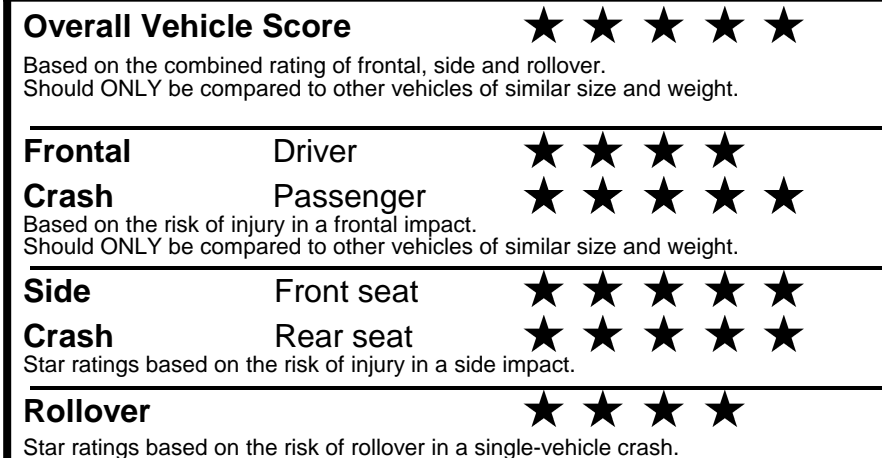 Overall Vehicle Score ★ ★ ★ ★ ★
Based on the combined rating of frontal, side and rollover.
Should ONLY be compared to other vehicles of similar size and weight.
Frontal Driver ★ ★ ★ ★
Crash Passenger ★ ★ ★ ★ ★
Based on the risk of injury in a frontal impact.
Should ONLY be compared to other vehicles of similar size and weight.
Side Front seat ★ ★ ★ ★ ★
Crash Rear seat ★ ★ ★ ★ ★
Star ratings based on the risk of injury in a side impact.
Rollover ★ ★ ★ ★
Star ratings based on the risk of rollover in a single-vehicle crash.